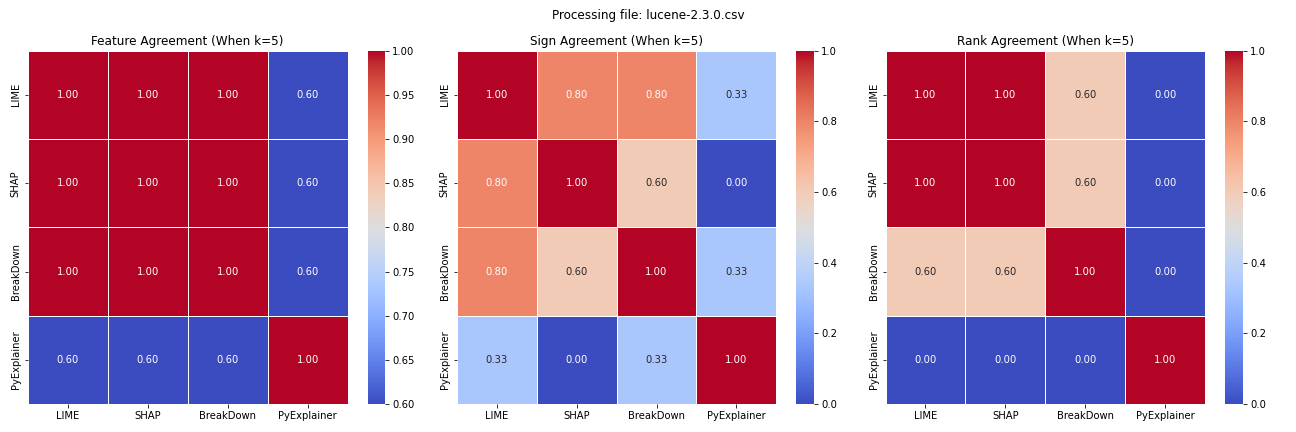 Processing file: lucene-2.3.0.csv
Feature Agreement (When k=5)
LIME
SHAP
BreakDown
PyExplainer
1.00 1.00 1.00 0.60
1.00 1.00 1.00 0.60
1.00 1.00 1.00 0.60
0.60 0.60 0.60 1.00
LIME SHAP BreakDown PyExplainer
1.00
0.95
0.90
0.85
0.80
0.75
0.70
0.65
0.60
Sign Agreement (When k=5)
LIME
SHAP
BreakDown
PyExplainer
1.00 0.80 0.80 0.33
0.80 1.00 0.60 0.00
0.80 0.60 1.00 0.33
0.33 0.00 0.33 1.00
LIME SHAP BreakDown PyExplainer
1.0
0.8
0.6
0.4
0.2
0.0
Rank Agreement (When k=5)
LIME
SHAP
BreakDown
PyExplainer
1.00 1.00 0.60 0.00
1.00 1.00 0.60 0.00
0.60 0.60 1.00 0.00
0.00 0.00 0.00 1.00
LIME SHAP BreakDown PyExplainer
1.0
0.8
0.6
0.4
0.2
0.0